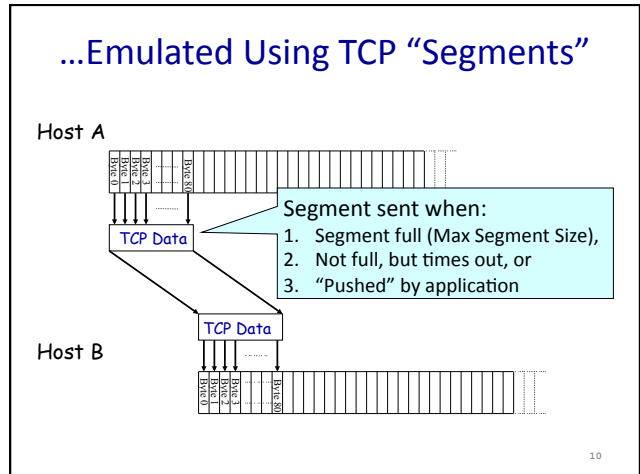 …Emulated Using TCP “Segments”
Host A
Byte 0
Byte 1
Byte 2
Byte 3
Byte 80
TCP Data
Segment sent when:
1. Segment full (Max Segment Size),
2. Not full, but times out, or
3. “Pushed” by application
TCP Data
Host B
Byte 0
Byte 1
Byte 2
Byte 3
Byte 80
10